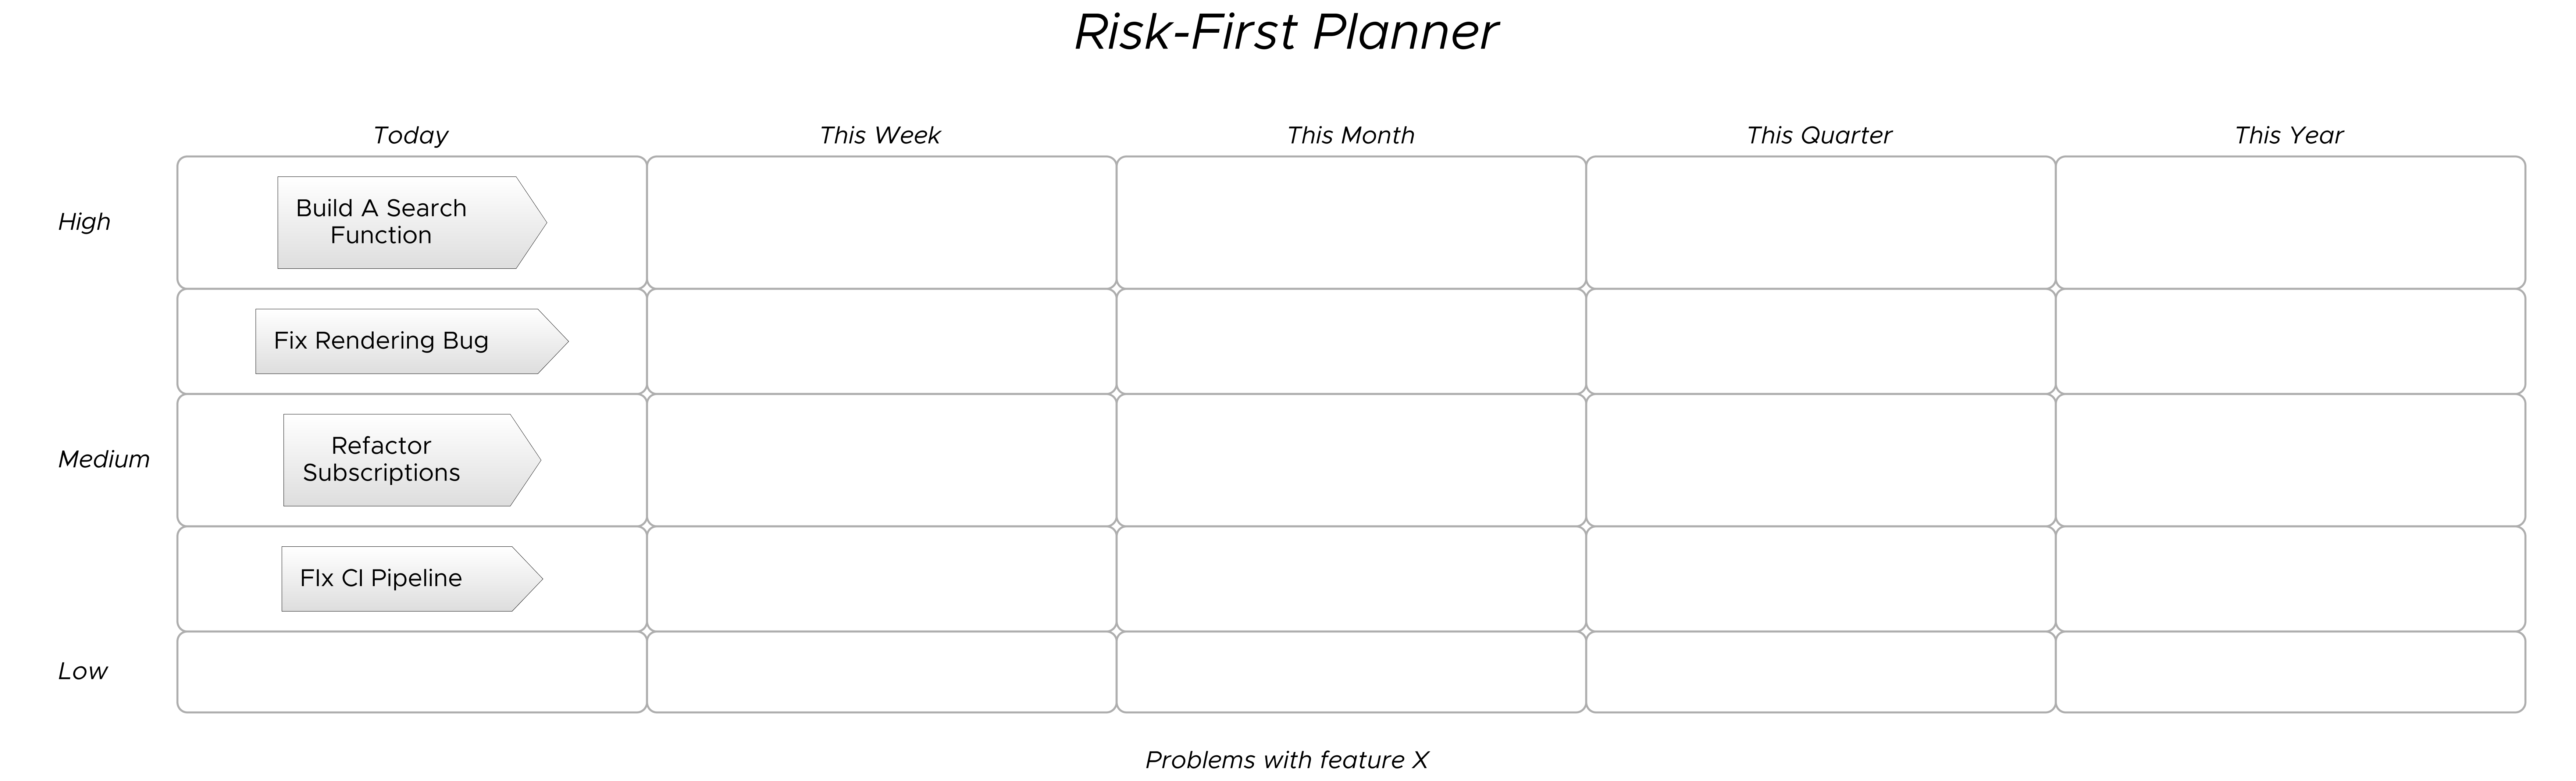 Risk-First Planner
Today
This Week
This Month
This Quarter
This Year
High
Build A Search
Function
Fix Rendering Bug
Medium
Refactor
Subscriptions
FIx CI Pipeline
Low
Problems with feature X